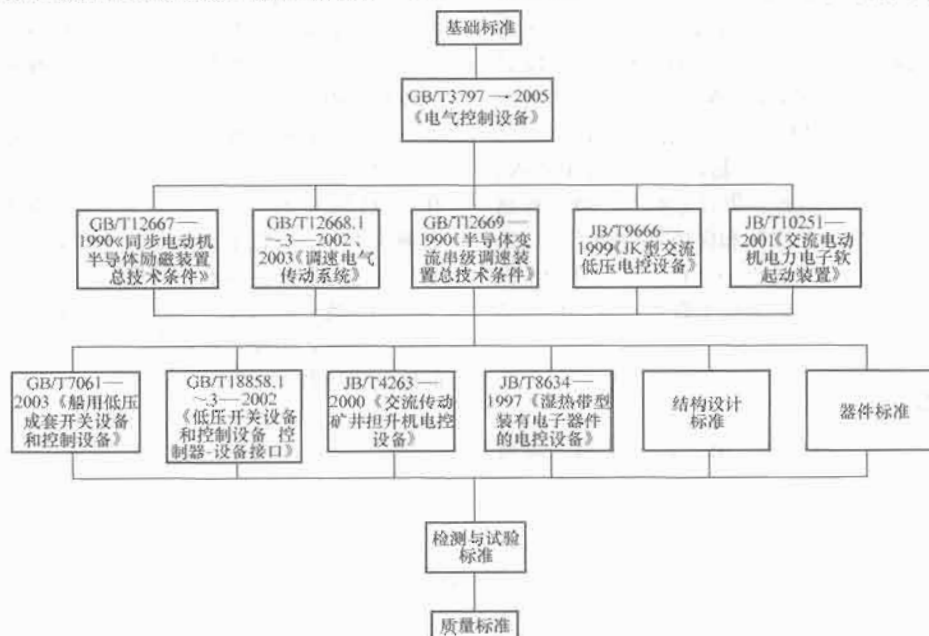 基础标准
GB/T3797—2005
《电气控制设备》
GB/T12667—
1990《同步电动机
半导体励磁装置
总技术条件》
GB/T12668.1
~.3—2002、
2003《调速电气
传动系统》
GB/T12669—
1990《半导体变
流串级调速装
置总技术条件》
JB/T9666—
1999《JK型交流
低压电控设备》
JB/T10251—
2001《交流电动
机电力电子软
起动装置》
GB/T7061—
2003《船用低压
成套开关设备
和控制设备》
GB/T18858.1
~.3—2002
《低压开关设备
和控制设备 控
制器-设备接口》
JB/T4263—
2000《交流传动
矿井担升机电控
设备》
JB/T8634—
1997《湿热带型
装有电子器件
的电控设备》
结构设计
标准
器件标准
检测与试验
标准
质量标准